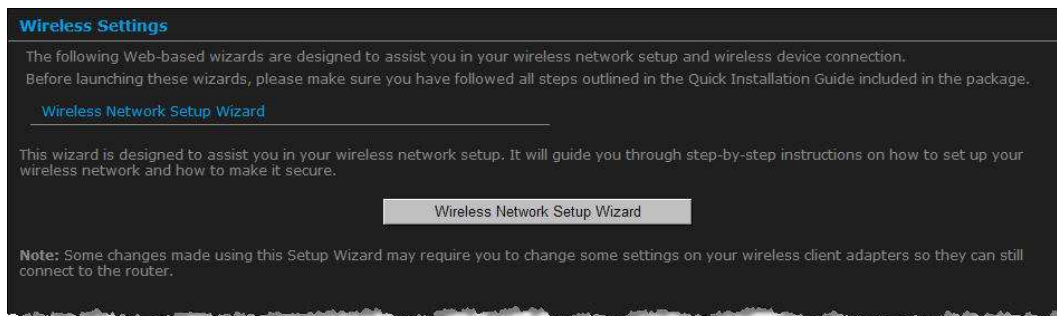 Wireless Settings
The following Web-based wizards are designed to assist you in your wireless network setup and wireless device connection.
Before launching these wizards, please make sure you have followed all steps outlined in the Quick Installation Guide included in the package.
Wireless Network Setup Wizard
This wizard is designed to assist you in your wireless network setup. It will guide you through step-by-step instructions on how to set up your
wireless network and how to make it secure.
Wireless Network Setup Wizard
Note: Some changes made using this Setup Wizard may require you to change some settings on your wireless client adapters so they can still
connect to the router.